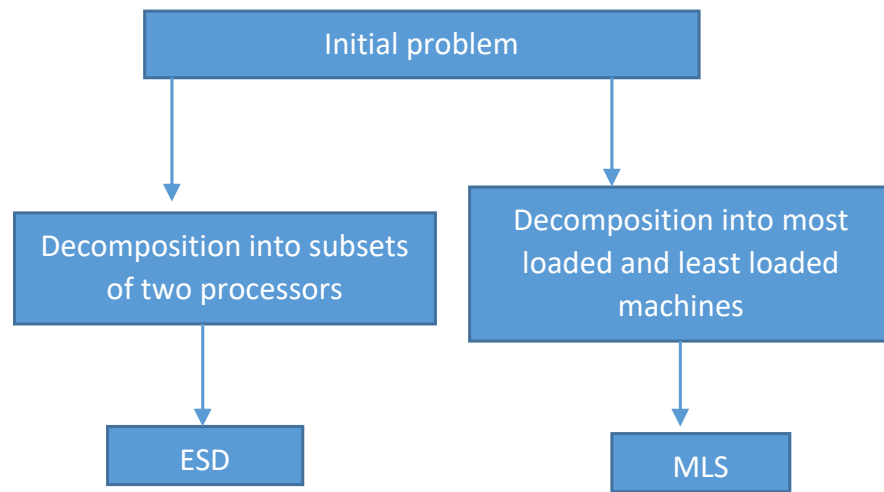 Initial problem
Decomposition into subsets
of two processors
Decomposition into most
loaded and least loaded
machines
ESD
MLS